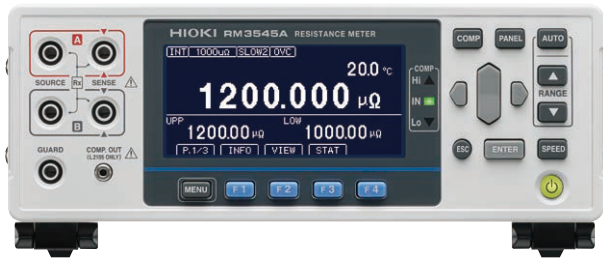 HIOKI RM3545A RESISTANCE METER
A
SOURCE Rx SENSE
B
GUARD COMP. OUT
(L2105 ONLY)
INT 1000μΩ SLOW2 OVC
20.0 °C
1200.000 μΩ
UPP LOW
1200.00 μΩ 1000.00 μΩ
P.1/3 INFO VIEW STAT
COMP
Hi
IN
Lo
MENU F1 F2 F3 F4
COMP PANEL AUTO
RANGE
ESC ENTER SPEED